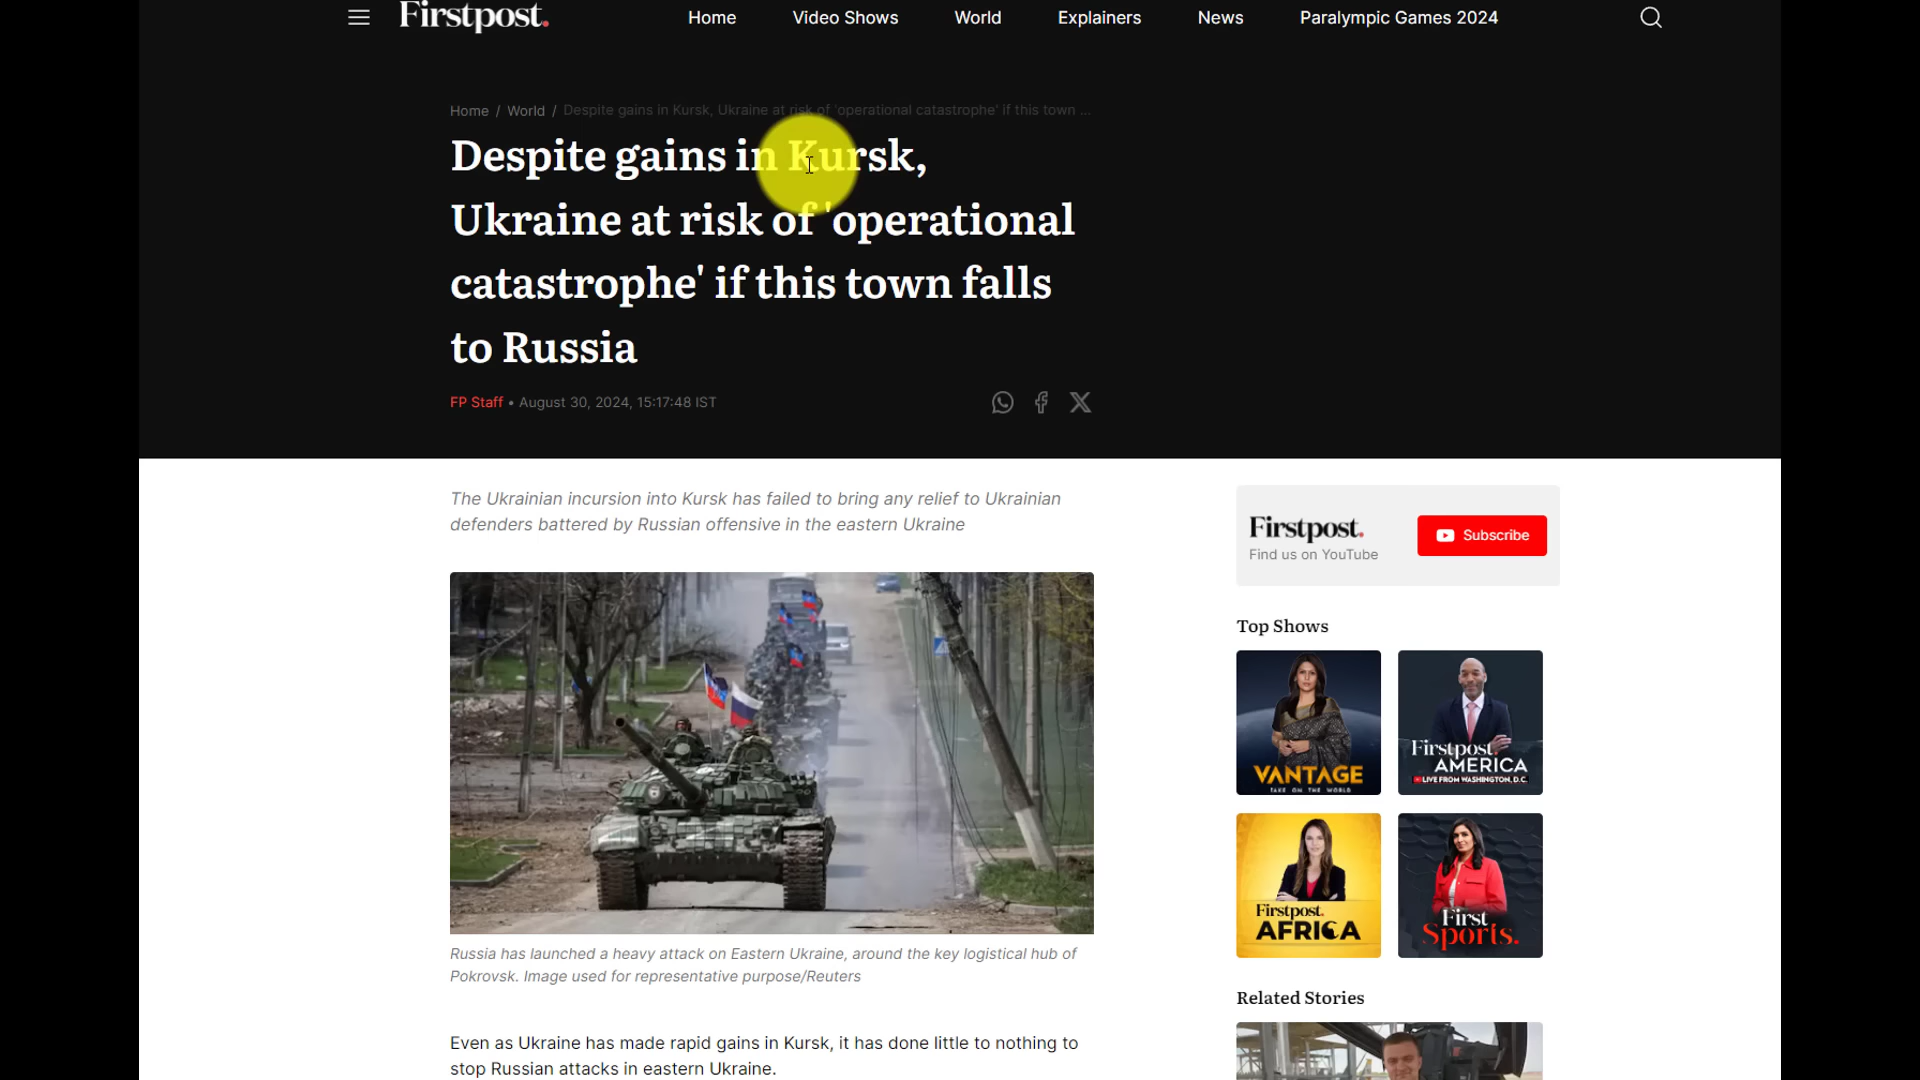 Firstpost.
Home
Video Shows
World
Explainers
News
Paralympic Games 2024
Home / World / Despite gains in Kursk, Ukraine at risk of 'operational catastrophe' if this town ...
Despite gains in Kursk,
Ukraine at risk of 'operational
catastrophe' if this town falls
to Russia
FP Staff • August 30, 2024, 15:17:48 IST
The Ukrainian incursion into Kursk has failed to bring any relief to Ukrainian
defenders battered by Russian offensive in the eastern Ukraine
Firstpost.
Find us on YouTube
Subscribe
Top Shows
VANTAGE
TAKE ON THE WORLD
Firstpost.
AMERICA
LIVE FROM WASHINGTON, D.C.
Firstpost.
AFRICA
First
Sports.
Russia has launched a heavy attack on Eastern Ukraine, around the key logistical hub of
Pokrovsk. Image used for representative purpose/Reuters
Related Stories
Even as Ukraine has made rapid gains in Kursk, it has done little to nothing to
stop Russian attacks in eastern Ukraine.